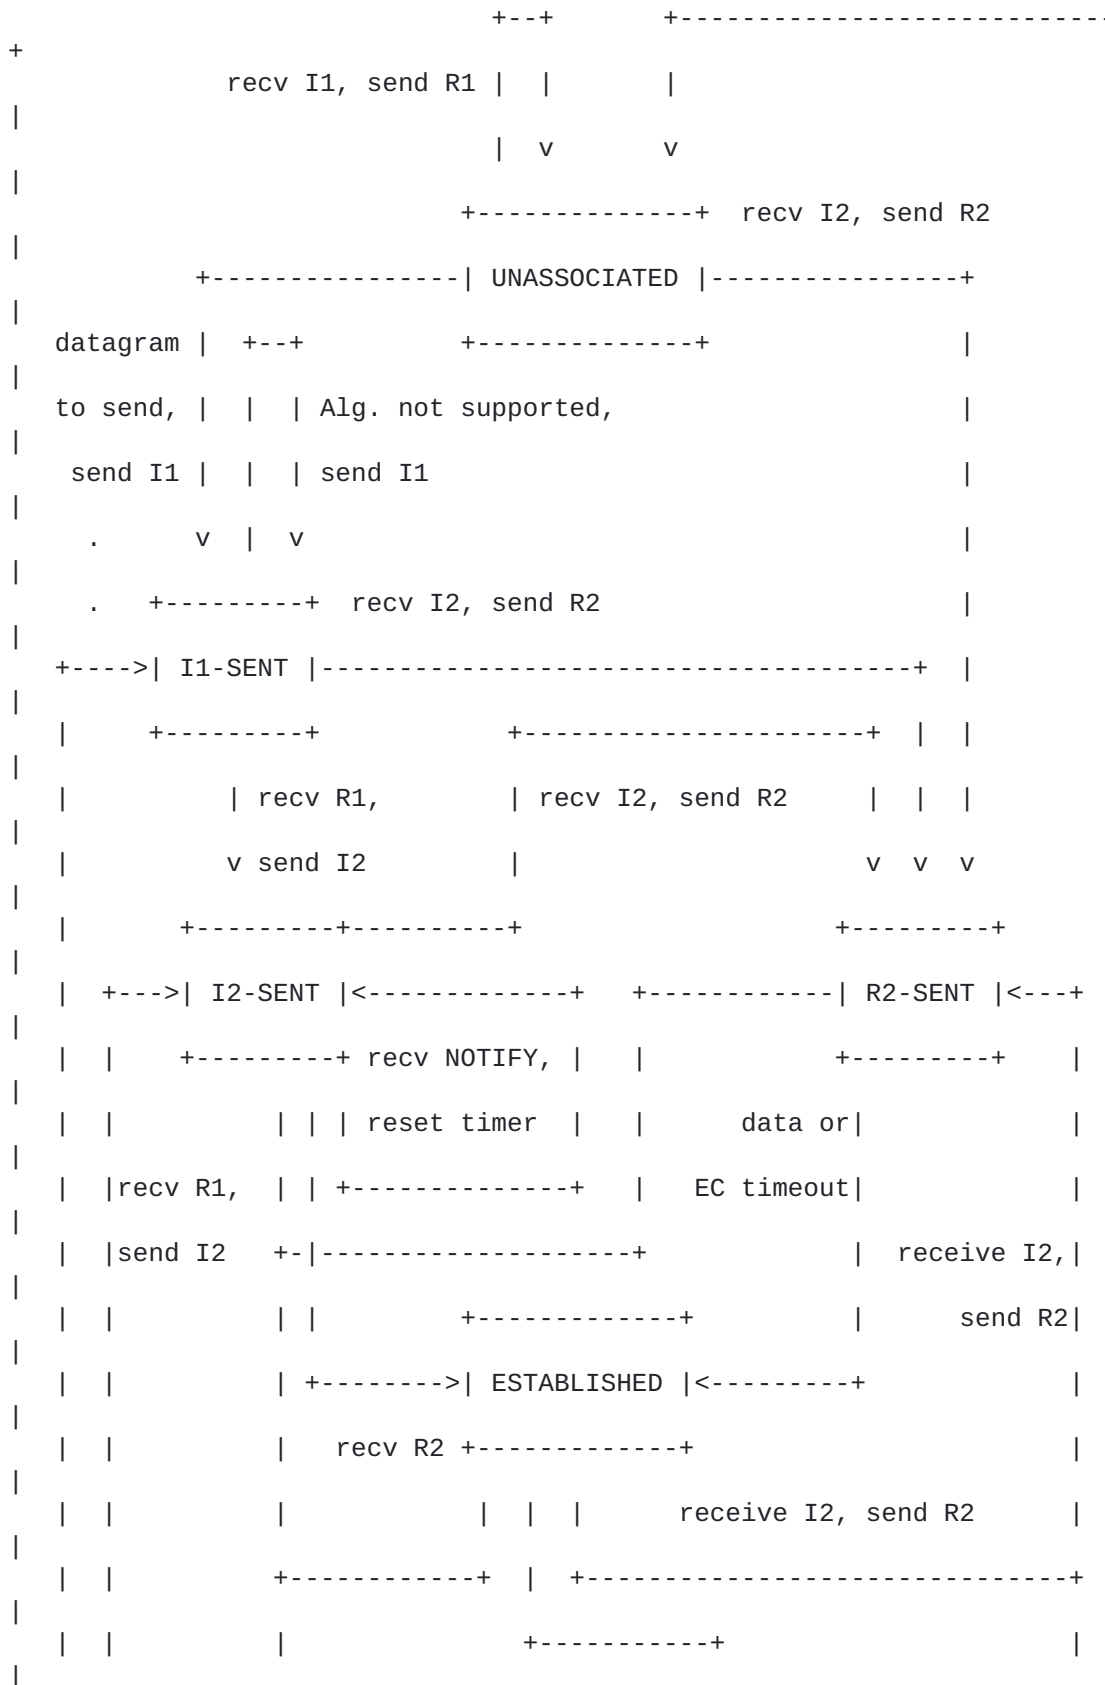 +--+       +---------------------------
+
              recv I1, send R1 |  |       |
|
                               |  v       v
|
                             +--------------+  recv I2, send R2
|
            +----------------| UNASSOCIATED |----------------+
|
   datagram |  +--+          +--------------+                |
|
   to send, |  |  | Alg. not supported,                      |
|
    send I1 |  |  | send I1                                  |
|
     .      v  |  v                                          |
|
     .   +---------+  recv I2, send R2                       |
|
   +---->| I1-SENT |--------------------------------------+  |
|
   |     +---------+            +----------------------+  |  |
|
   |          | recv R1,        | recv I2, send R2     |  |  |
|
   |          v send I2         |                      v  v  v
|
   |       +---------+----------+                    +---------+
|
   |  +--->| I2-SENT |<-------------+   +------------| R2-SENT |<---+
|
   |  |    +---------+ recv NOTIFY, |   |            +---------+    |
|
   |  |          | | | reset timer  |   |      data or|             |
|
   |  |recv R1,  | | +--------------+   |   EC timeout|             |
|
   |  |send I2   +-|--------------------+             |  receive I2,|
|
   |  |          | |         +-------------+          |      send R2|
|
   |  |          | +-------->| ESTABLISHED |<---------+             |
|
   |  |          |   recv R2 +-------------+                        |
|
   |  |          |            |  |  |      receive I2, send R2      |
|
   |  |          +------------+  |  +-------------------------------+
|
   |  |          |               +-----------+                      |
|